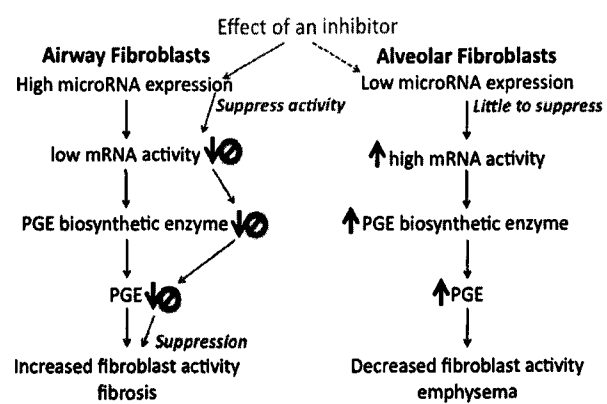 Effect of an inhibitor
Airway Fibroblasts
High microRNA expression
Suppress activity
low mRNA activity
PGE biosynthetic enzyme
PGE
Suppression
Increased fibroblast activity
fibrosis
Alveolar Fibroblasts
Low microRNA expression
Little to suppress
high mRNA activity
PGE biosynthetic enzyme
PGE
Decreased fibroblast activity
emphysema